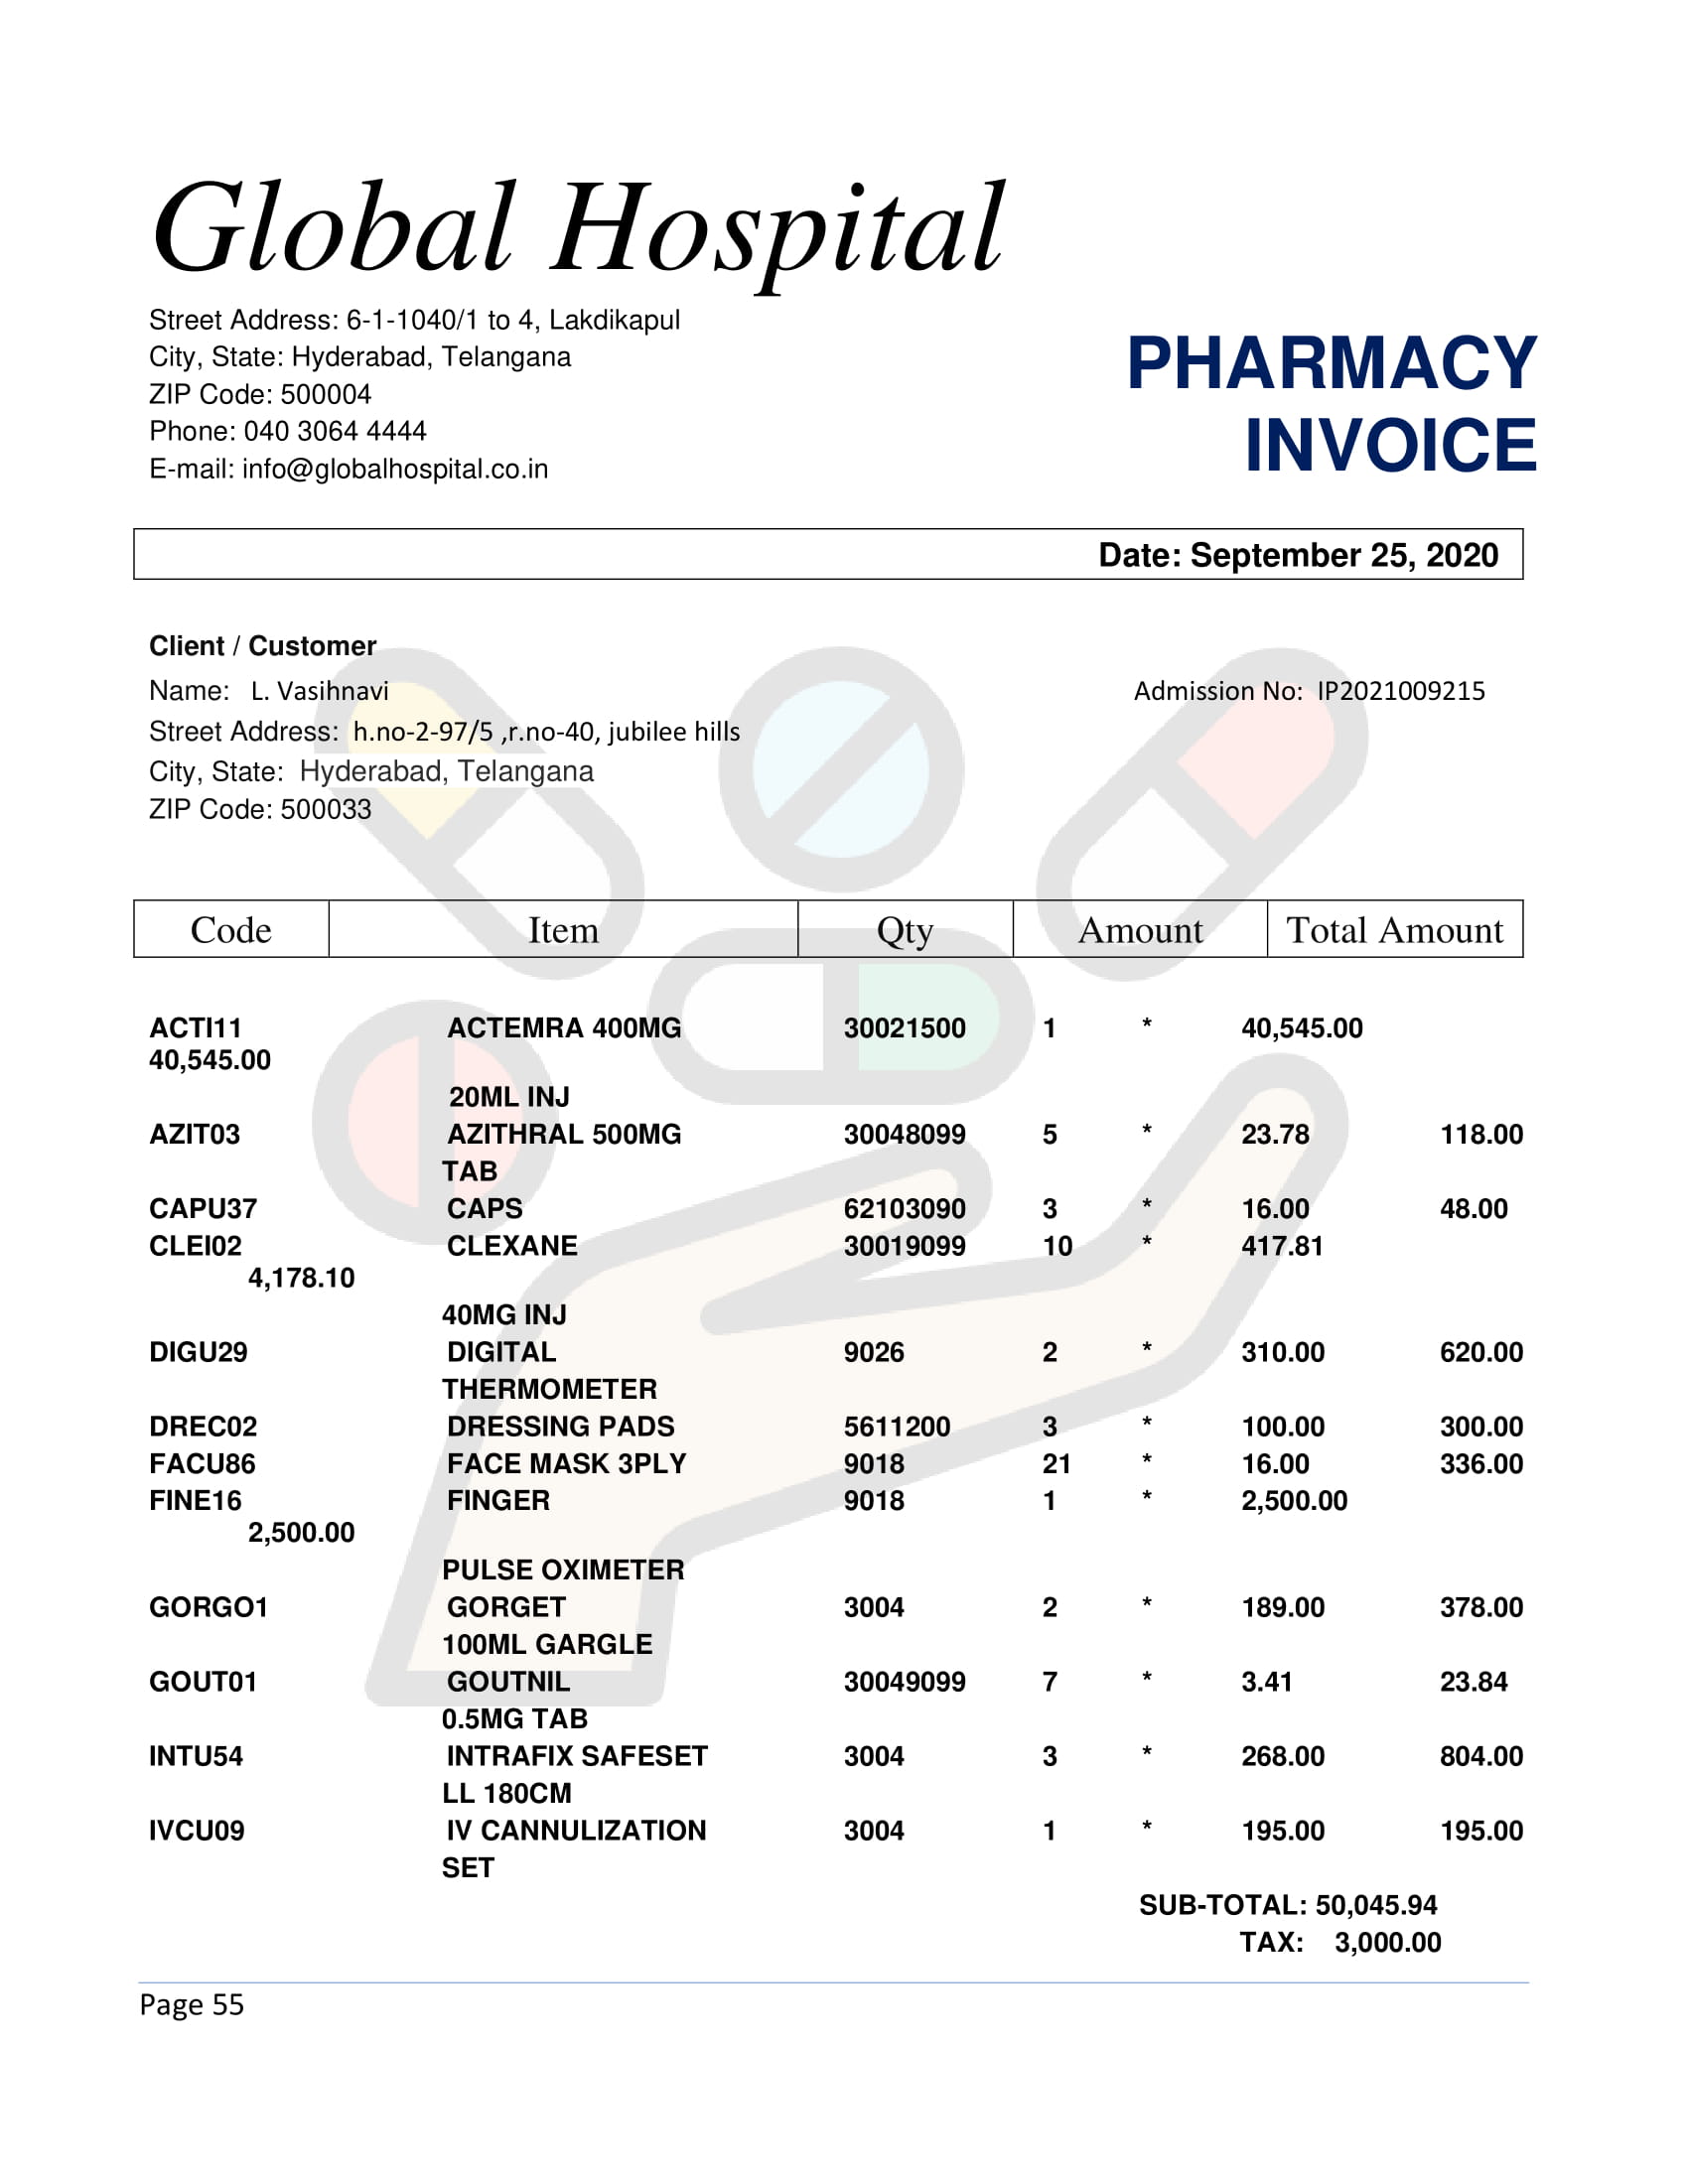 Global Hospital
Street Address: 6-1-1040/1 to 4, Lakdikapul
City, State: Hyderabad, Telangana
ZIP Code: 500004
Phone: 040 3064 4444
E-mail: info@globalhospital.co.in
PHARMACY
INVOICE
Date: September 25, 2020
Client / Customer
Name: L. Vasihnavi Admission No: IP2021009215
Street Address: h.no-2-97/5 ,r.no-40, jubilee hills
City, State: Hyderabad, Telangana
ZIP Code: 500033
Code Item Qty Amount Total Amount
ACTI11 ACTEMRA 400MG 30021500 1 * 40,545.00
40,545.00
20ML INJ
AZIT03 AZITHRAL 500MG 30048099 5 * 23.78 118.00
TAB
CAPU37 CAPS 62103090 3 * 16.00 48.00
CLEI02 CLEXANE 30019099 10 * 417.81
4,178.10
40MG INJ
DIGU29 DIGITAL 9026 2 * 310.00 620.00
THERMOMETER
DREC02 DRESSING PADS 5611200 3 * 100.00 300.00
FACU86 FACE MASK 3PLY 9018 21 * 16.00 336.00
FINE16 FINGER 9018 1 * 2,500.00
2,500.00
PULSE OXIMETER
GORGO1 GORGET 3004 2 * 189.00 378.00
100ML GARGLE
GOUT01 GOUTNIL 30049099 7 * 3.41 23.84
0.5MG TAB
INTU54 INTRAFIX SAFESET 3004 3 * 268.00 804.00
LL 180CM
IVCU09 IV CANNULIZATION 3004 1 * 195.00 195.00
SET
SUB-TOTAL: 50,045.94
TAX: 3,000.00
Page 55